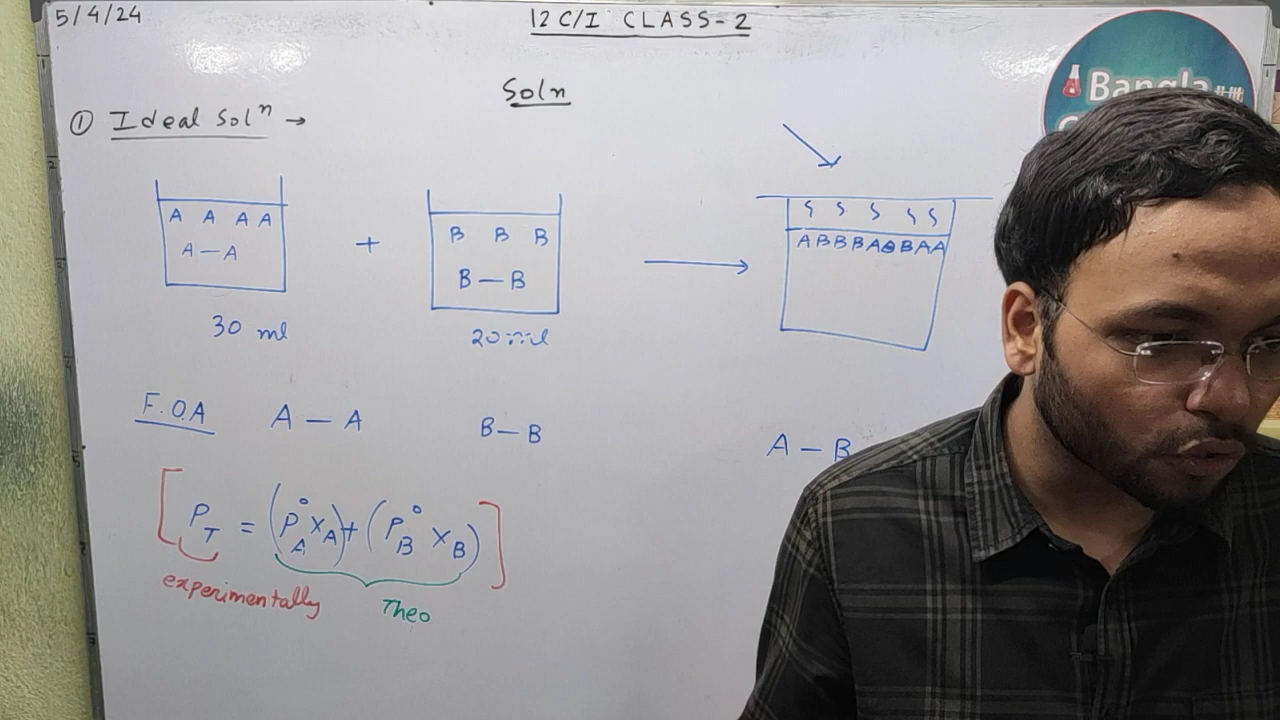 5/4/24
12 C/I CLASS-2
Soln
① Ideal Solⁿ →
A A A A
A — A
+
B B B
B — B
→
A B B B A B B A A
30 ml
20 ml
F.O.A A — A B — B A — B
[P_T = (P°_A X_A) + (P°_B X_B)]
experimentally
Theo
Bangla